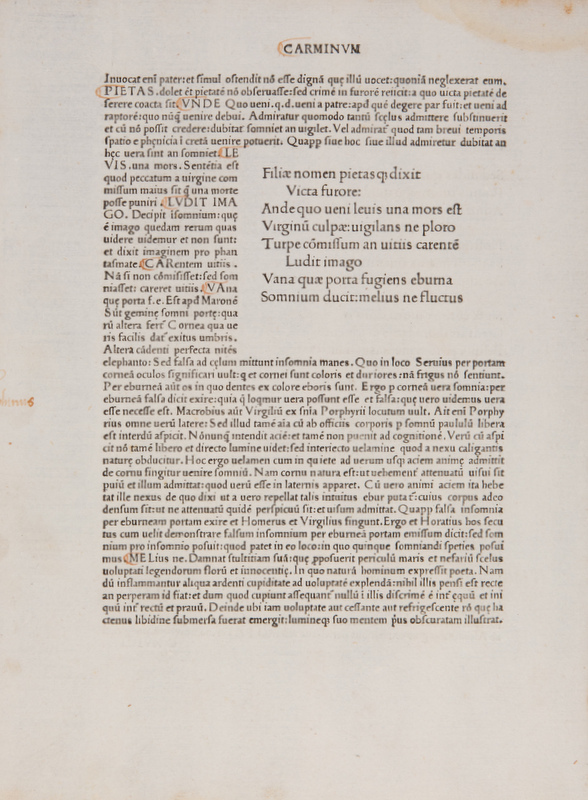 CARMINVM
Inuocat enī pater: et simul ostendit nō esse dignā quę illū uocet: quoniā neglexerat eum.
PIETAS. dolet et pietatē nō obseruasse: sed crimē in furorē reiicit: a quo uicta pietatē de
serere coacta sit. VNDE Quo ueni. q.d. ueni a patre: apd quē degere par fuit: et ueni ad
raptorē: quo nūq̄ uenire debui. Admiratur quomodo tantū scęlus admittere substinuerit
et cū nō possit credere: dubitat somniet an uigilet. Vel admirat quod tam breui temporis
spatio e phęnicia ī cretā uenire potuerit. Quapp siue hoc siue illud admiretur dubitat an
hęc uera sint an somniet. LE
VIS. una mors. Sentētia est
quod peccatum a uirgine com
missum maius sit q̄ una morte
posse puniri. LVDIT IMA
GO. Decipit isomnium: quę
ē imago quedam rerum quas
uidere uidemur et non sunt:
et dixit imaginem pro phan
tasmate. CARentem uitiis.
Nā si non cōmisisset: sed som
niasset: careret uitiis. VAna
quę porta f.e. Est apd Maronē
Sūt geminę somni portę: qua
rū altera fert Cornea qua ue
ris facilis dat exitus umbris.
Altera cādenti perfecta nitēs
Filiæ nomen pietasq̨ dixit
Victa furore:
Ande quo ueni leuis una mors est
Virginū culpæ: uigilans ne ploro
Turpe cōmissum an uitiis carentē
Ludit imago
Vana quæ porta fugiens eburna
Somnium ducit: melius ne fluctus
elephanto: Sed falsa ad cęlum mittunt insomnia manes. Quo in loco Seruius per portam
corneā oculos significari uult: q̨ et cornei sunt coloris et duriores: nā frigus nō sentiunt.
Per eburneā aūt os in quo dentes ex colore eboris sunt. Ergo p corneā uera somnia: per
eburneā falsa dicit exire: quia q̄ loqmur uera possunt esse et falsa: quę uero uidemus uera
esse necesse est. Macrobius aūt Virgiliū ex snīa Porphyrii locutum uult. Ait enī Porphy
rius omne uerū latere: Sed illud tamē aīa cū ab officiis corporis p somnū paululū libera
est interdū aspicit. Nōnunq̄ intendit aciē: et tamē non puenit ad cognitionē. Verū cū aspi
cit nō tamē libero et directo lumine uidet: sed interiecto uelamine quod a nexu caligantis
naturę obducitur. Hoc ergo uelamen cum in quiete ad uerum usq̨ aciem animę admittit
de cornu fingitur uenire somniū. Nam cornu natura est: ut uehement attenuatū uisui sit
puiū et illum admittat: quod uerū esse in laternis apparet. Cū uero animi aciem ita hebe
tat ille nexus de quo dixi ut a uero repellat talis intuitus ebur putat: cuius corpus adeo
densum sit: ut ne attenuatū quidē perspicuū sit: et uisum admittat. Quapp falsa insomnia
per eburneam portam exire et Homerus et Virgilius fingunt. Ergo et Horatius hos secu
tus cum uelit demonstrare falsum insomnium per eburneā portam emissum dicit: sed som
nium pro insomnio posuit: quod patet in eo loco: in quo quinque somniandi species posui
mus. MElius ne. Damnat stultitiam suā: quę pposuerit periculū maris et nefariū scelus
uoluptati legendorum florū et innocentię. In quo naturā hominum expressit poeta. Nam
dū inflammantur aliqua ardenti cupiditate ad uoluptatē explendā: nihil illis pensi est recte
an perperam id fiat: et dum quod cupiunt assequant nullū ī illis discrimē ē int ęquū et ini
quū int rectū et prauū. Deinde ubi iam uoluptate aut cessante aut refrigescente rō quę ha
ctenus libidine submersa fuerat emergit: lumineq̨ suo mentem pus obscuratam illustrat.